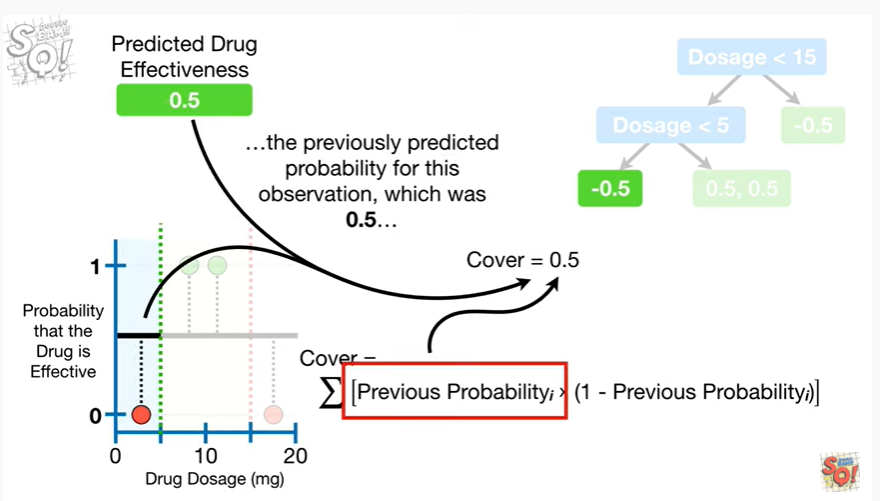 SQ!
Predicted Drug
Effectiveness
0.5
…the previously predicted
probability for this
observation, which was
0.5…
Dosage < 15
Dosage < 5
-0.5
-0.5
0.5, 0.5
Cover = 0.5
1
Probability
that the
Drug is
Effective
0
0
10
20
Drug Dosage (mg)
Cover =
∑ [Previous Probabilityi × (1 - Previous Probabilityi)]
SQ!